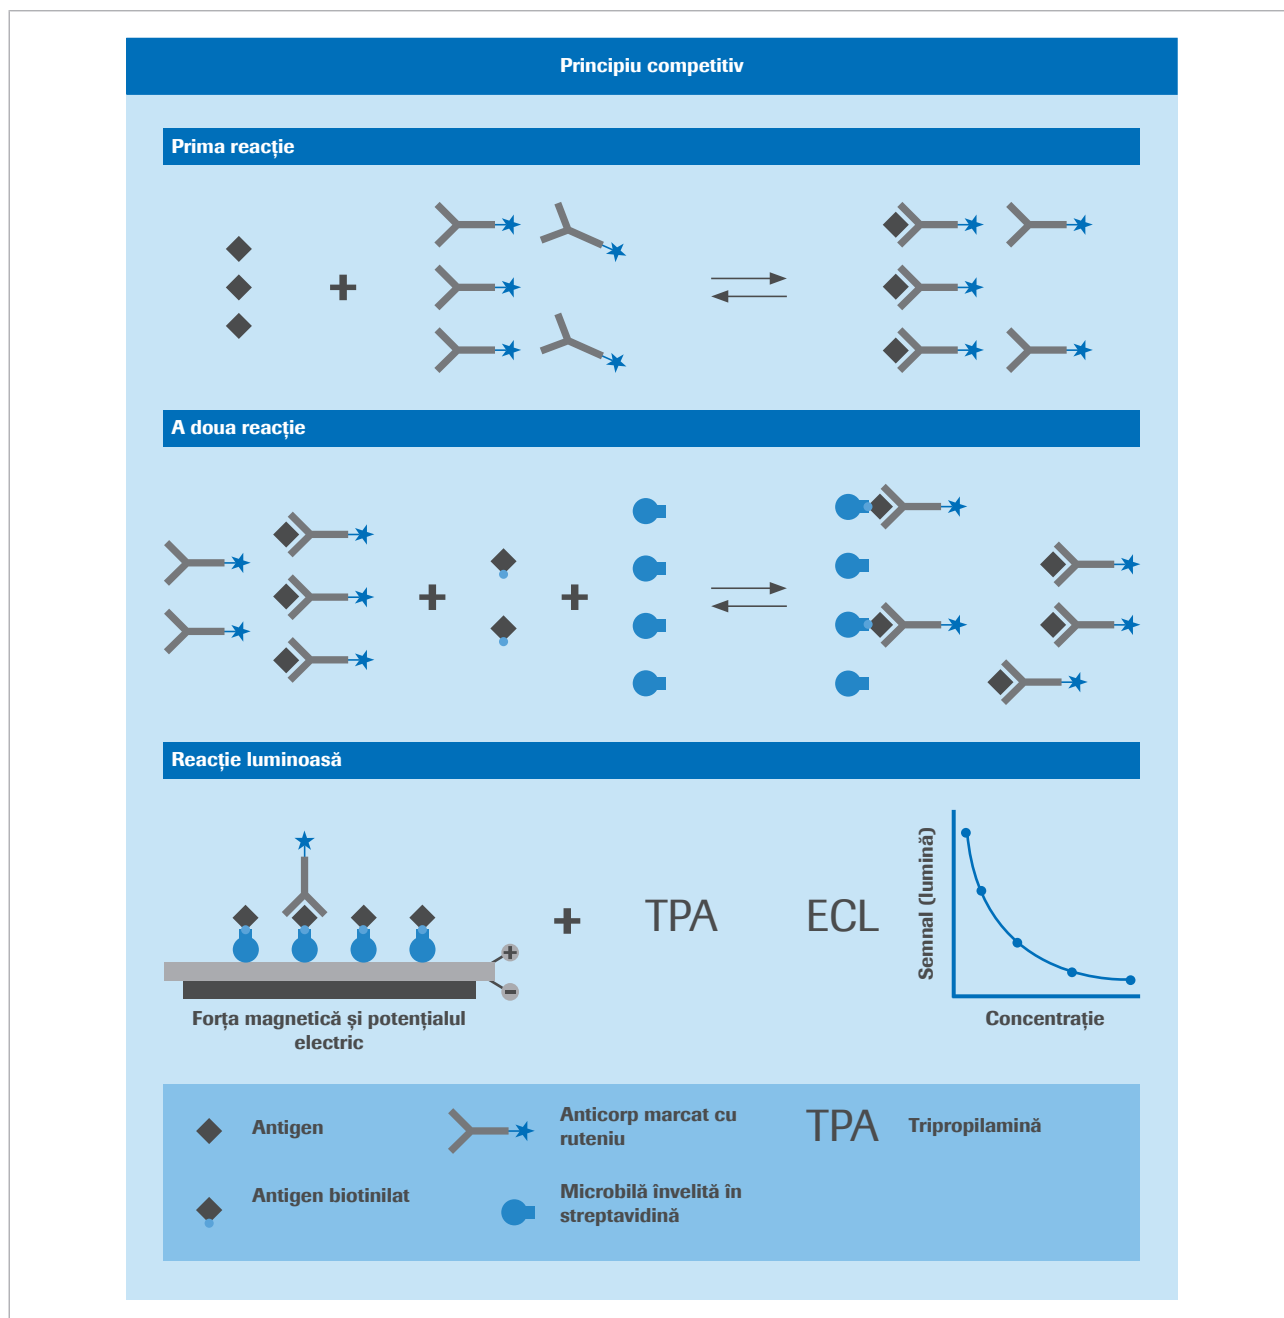 Principiu competitiv
Prima reacție
A doua reacție
Reacție luminoasă
TPA
ECL
Semnal (lumină)
Concentrație
Forța magnetică și potențialul
electric
Antigen
Anticorp marcat cu
ruteniu
TPA
Tripropilamină
Antigen biotinilat
Microbilă învelită în
streptavidină